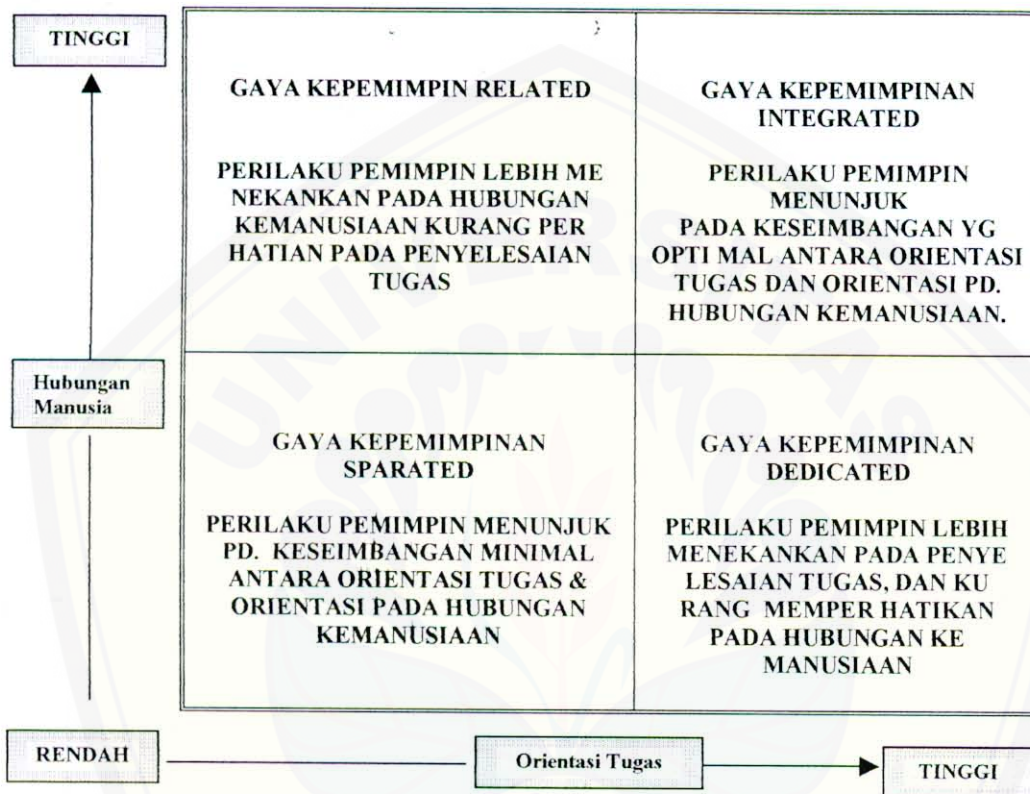 TINGGI
GAYA KEPEMIMPIN RELATED
PERILAKU PEMIMPIN LEBIH ME
NEKANKAN PADA HUBUNGAN
KEMANUSIAAN KURANG PER
HATIAN PADA PENYELESAIAN
TUGAS
GAYA KEPEMIMPINAN
INTEGRATED
PERILAKU PEMIMPIN
MENUNJUK
PADA KESEIMBANGAN YG
OPTI MAL ANTARA ORIENTASI
TUGAS DAN ORIENTASI PD.
HUBUNGAN KEMANUSIAAN.
Hubungan
Manusia
GAYA KEPEMIMPINAN
SPARATED
PERILAKU PEMIMPIN MENUNJUK
PD. KESEIMBANGAN MINIMAL
ANTARA ORIENTASI TUGAS &
ORIENTASI PADA HUBUNGAN
KEMANUSIAAN
GAYA KEPEMIMPINAN
DEDICATED
PERILAKU PEMIMPIN LEBIH
MENEKANKAN PADA PENYE
LESAIAN TUGAS, DAN KU
RANG MEMPER HATIKAN
PADA HUBUNGAN KE
MANUSIAAN
RENDAH
Orientasi Tugas
TINGGI
UNIVERSITAS